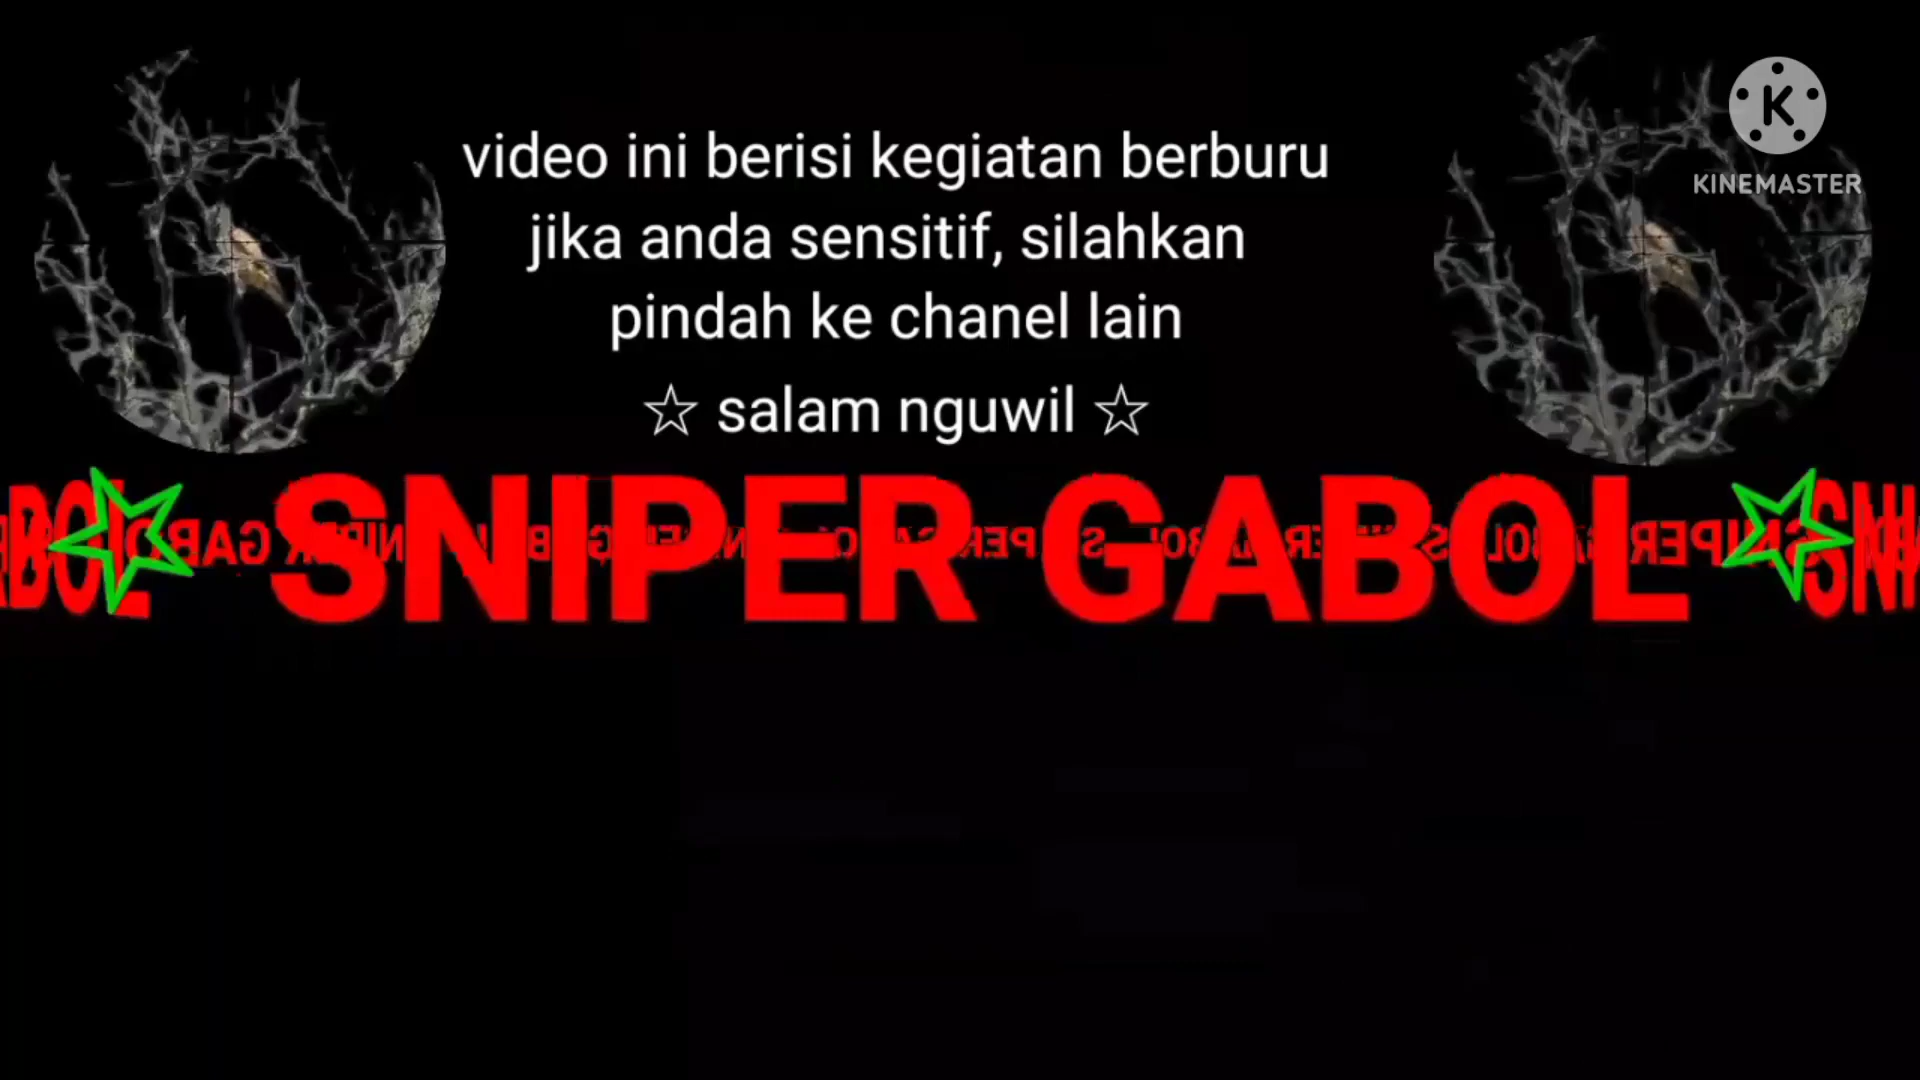 video ini berisi kegiatan berburu
jika anda sensitif, silahkan
pindah ke chanel lain
☆ salam nguwil ☆
SNIPER GABOL
KINEMASTER